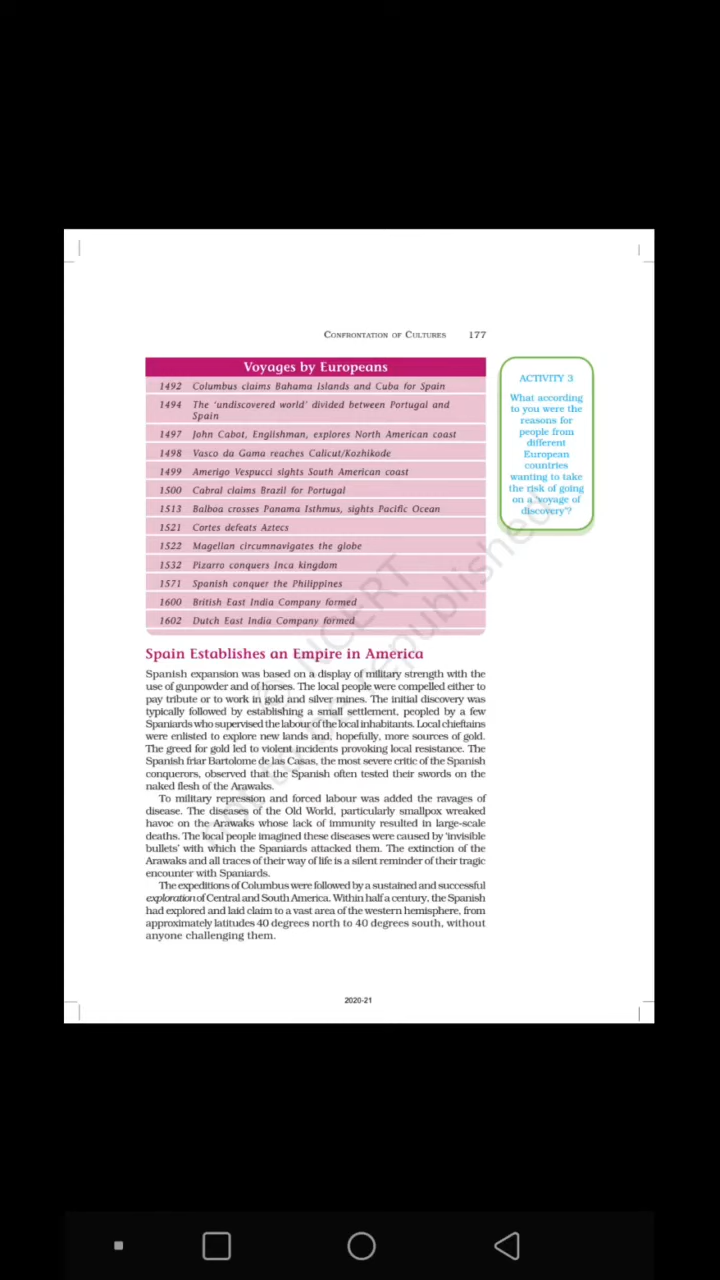 CONFRONTATION OF CULTURES 177
Voyages by Europeans
1492 Columbus claims Bahama Islands and Cuba for Spain
1494 The 'undiscovered world' divided between Portugal and
Spain
1497 John Cabot, Englishman, explores North American coast
1498 Vasco da Gama reaches Calicut/Kozhikode
1499 Amerigo Vespucci sights South American coast
1500 Cabral claims Brazil for Portugal
1513 Balboa crosses Panama Isthmus, sights Pacific Ocean
1521 Cortes defeats Aztecs
1522 Magellan circumnavigates the globe
1532 Pizarro conquers Inca kingdom
1571 Spanish conquer the Philippines
1600 British East India Company formed
1602 Dutch East India Company formed
ACTIVITY 3
What according
to you were the
reasons for
people from
different
European
countries
wanting to take
the risk of going
on a 'voyage of
discovery'?
Spain Establishes an Empire in America
Spanish expansion was based on a display of military strength with the
use of gunpowder and of horses. The local people were compelled either to
pay tribute or to work in gold and silver mines. The initial discovery was
typically followed by establishing a small settlement, peopled by a few
Spaniards who supervised the labour of the local inhabitants. Local chieftains
were enlisted to explore new lands and, hopefully, more sources of gold.
The greed for gold led to violent incidents provoking local resistance. The
Spanish friar Bartolome de las Casas, the most severe critic of the Spanish
conquerors, observed that the Spanish often tested their swords on the
naked flesh of the Arawaks.
To military repression and forced labour was added the ravages of
disease. The diseases of the Old World, particularly smallpox wreaked
havoc on the Arawaks whose lack of immunity resulted in large-scale
deaths. The local people imagined these diseases were caused by 'invisible
bullets' with which the Spaniards attacked them. The extinction of the
Arawaks and all traces of their way of life is a silent reminder of their tragic
encounter with Spaniards.
The expeditions of Columbus were followed by a sustained and successful
exploration of Central and South America. Within half a century, the Spanish
had explored and laid claim to a vast area of the western hemisphere, from
approximately latitudes 40 degrees north to 40 degrees south, without
anyone challenging them.
© NCERT
not to be republished
2020-21